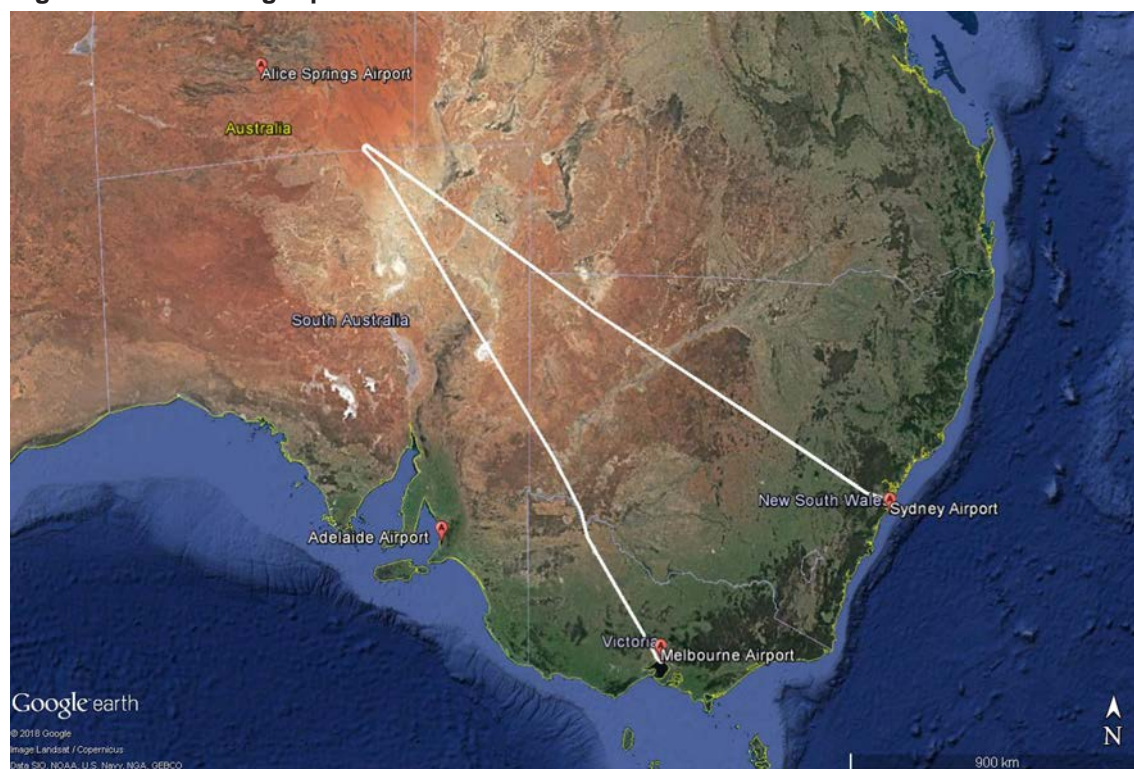 Alice Springs Airport
Australia
South Australia
New South Wale
Sydney Airport
Adelaide Airport
Victoria
Melbourne Airport
Google earth
© 2018 Google
Image Landsat / Copernicus
Data SIO, NOAA, U.S. Navy, NGA, GEBCO
N
900 km